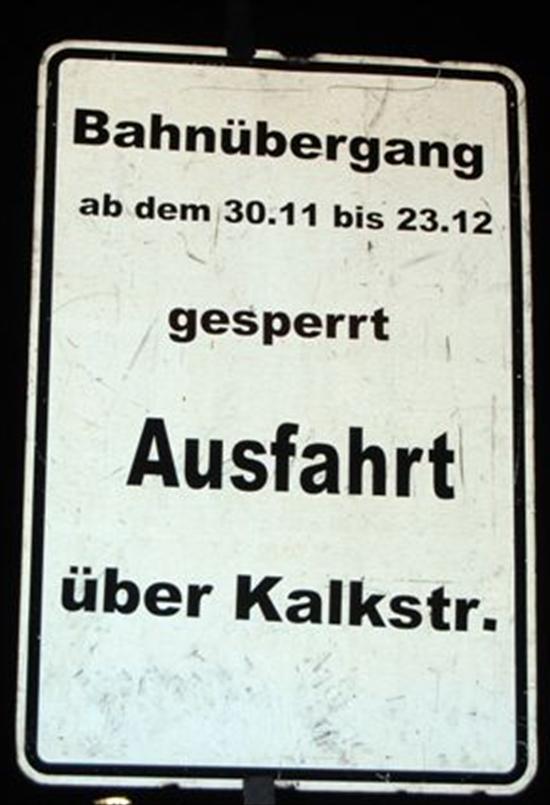 Bahnübergang
ab dem 30.11 bis 23.12
gesperrt
Ausfahrt
über Kalkstr.